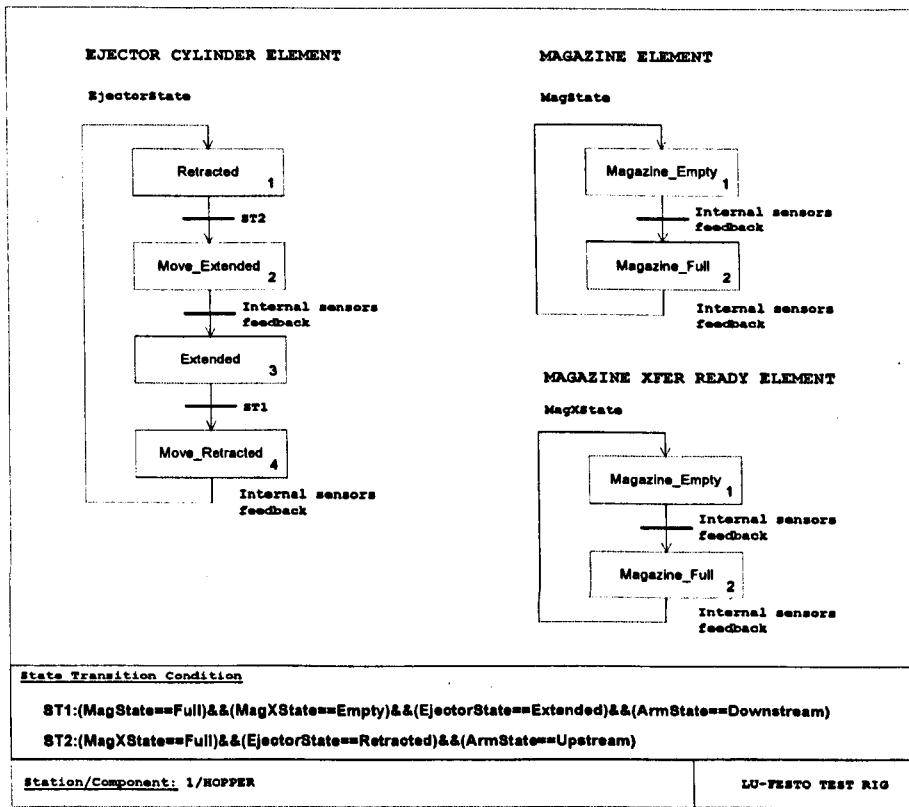 EJECTOR CYLINDER ELEMENT
EjectorState
Retracted
1
ST2
Move_Extended
2
Internal sensors
feedback
Extended
3
ST1
Move_Retracted
4
Internal sensors
feedback
MAGAZINE ELEMENT
MagState
Magazine_Empty
1
Internal sensors
feedback
Magazine_Full
2
Internal sensors
feedback
MAGAZINE XFER READY ELEMENT
MagXState
Magazine_Empty
1
Internal sensors
feedback
Magazine_Full
2
Internal sensors
feedback
State Transition Condition
ST1:(MagState==Full)&&(MagXState==Empty)&&(EjectorState==Extended)&&(ArmState==Downstream)
ST2:(MagXState==Full)&&(EjectorState==Retracted)&&(ArmState==Upstream)
Station/Component: 1/HOPPER
LU-FESTO TEST RIG